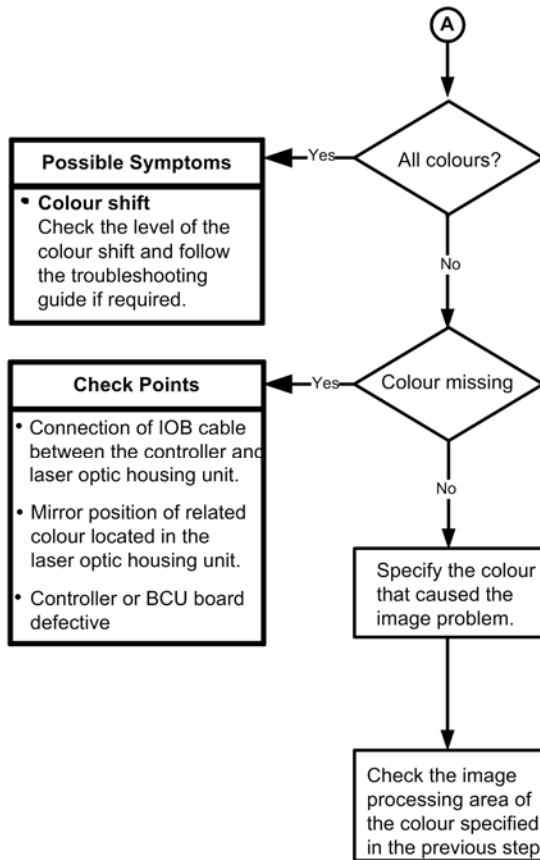 A
All colours?
Yes
Possible Symptoms
• Colour shift
Check the level of the
colour shift and follow
the troubleshooting
guide if required.
No
Colour missing
Yes
Check Points
• Connection of IOB cable
between the controller and
laser optic housing unit.
• Mirror position of related
colour located in the
laser optic housing unit.
• Controller or BCU board
defective
No
Specify the colour
that caused the
image problem.
Check the image
processing area of
the colour specified
in the previous step